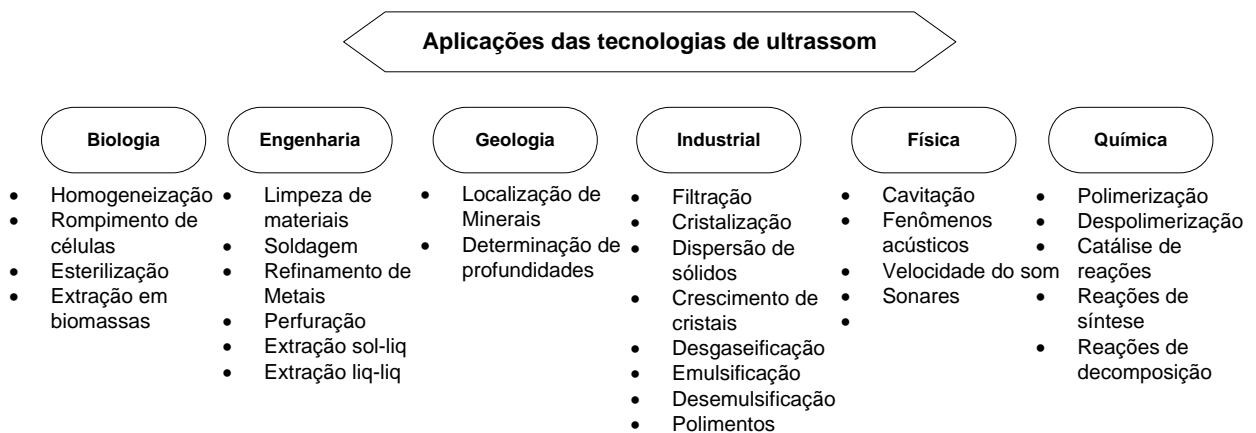 Aplicações das tecnologias de ultrassom
Biologia
• Homogeneização
• Rompimento de
células
• Esterilização
• Extração em
biomassas
Engenharia
• Limpeza de
materiais
• Soldagem
• Refinamento de
Metais
• Perfuração
• Extração sol-liq
• Extração liq-liq
Geologia
• Localização de
Minerais
• Determinação de
profundidades
Industrial
• Filtração
• Cristalização
• Dispersão de
sólidos
• Crescimento de
cristais
• Desgaseificação
• Emulsificação
• Desemulsificação
• Polimentos
Física
• Cavitação
• Fenômenos
acústicos
• Velocidade do som
• Sonares
•
Química
• Polimerização
• Despolimerização
• Catálise de
reações
• Reações de
síntese
• Reações de
decomposição